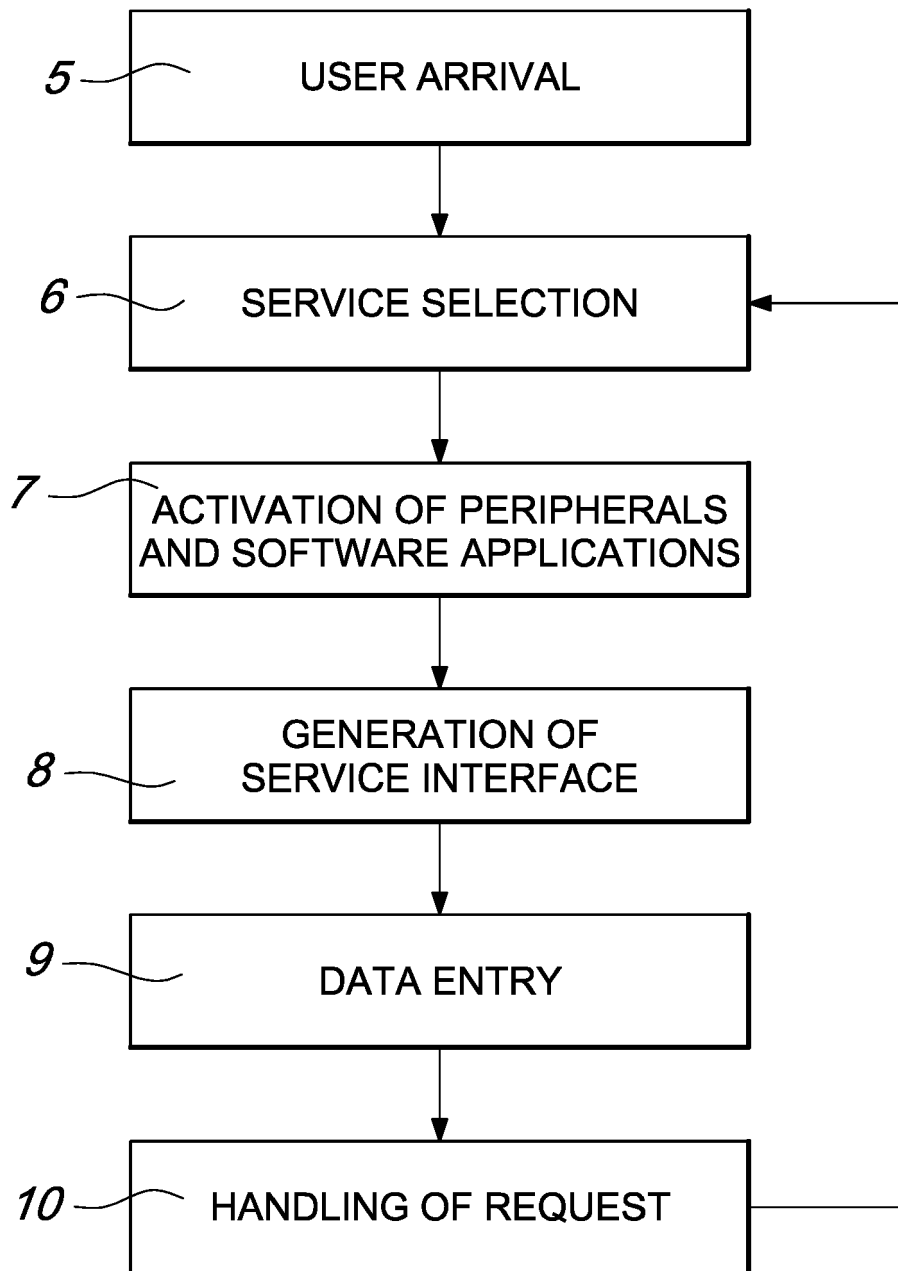 5
USER ARRIVAL
6
SERVICE SELECTION
7
ACTIVATION OF PERIPHERALS
AND SOFTWARE APPLICATIONS
8
GENERATION OF
SERVICE INTERFACE
9
DATA ENTRY
10
HANDLING OF REQUEST